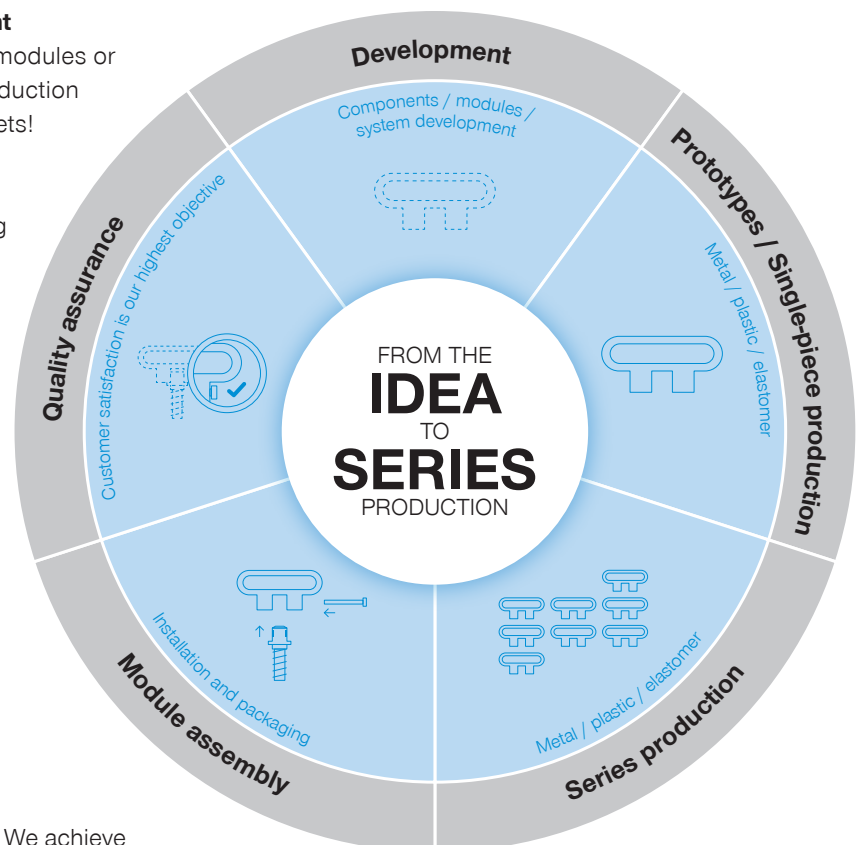 nt
modules or
duction
ets!
g
We achieve
Development
Components / modules /
system development
Prototypes / Single-piece production
Metal / plastic / elastomer
Series production
Metal / plastic / elastomer
Module assembly
Installation and packaging
Quality assurance
Customer satisfaction is our highest objective
FROM THE
IDEA
TO
SERIES
PRODUCTION